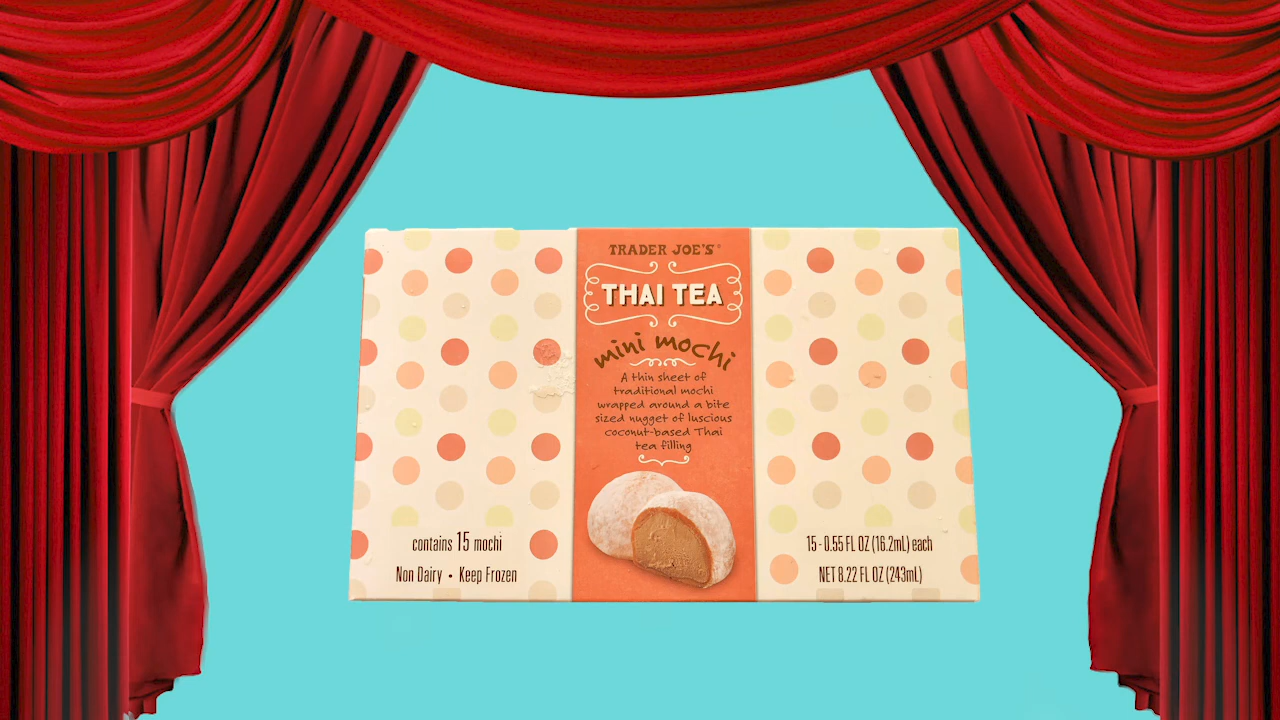 TRADER JOE'S®
THAI TEA
mini mochi
A thin sheet of
traditional mochi
wrapped around a bite
sized nugget of luscious
coconut-based Thai
tea filling
contains 15 mochi
Non Dairy • Keep Frozen
15 - 0.55 FL OZ (16.2mL) each
NET 8.22 FL OZ (243mL)